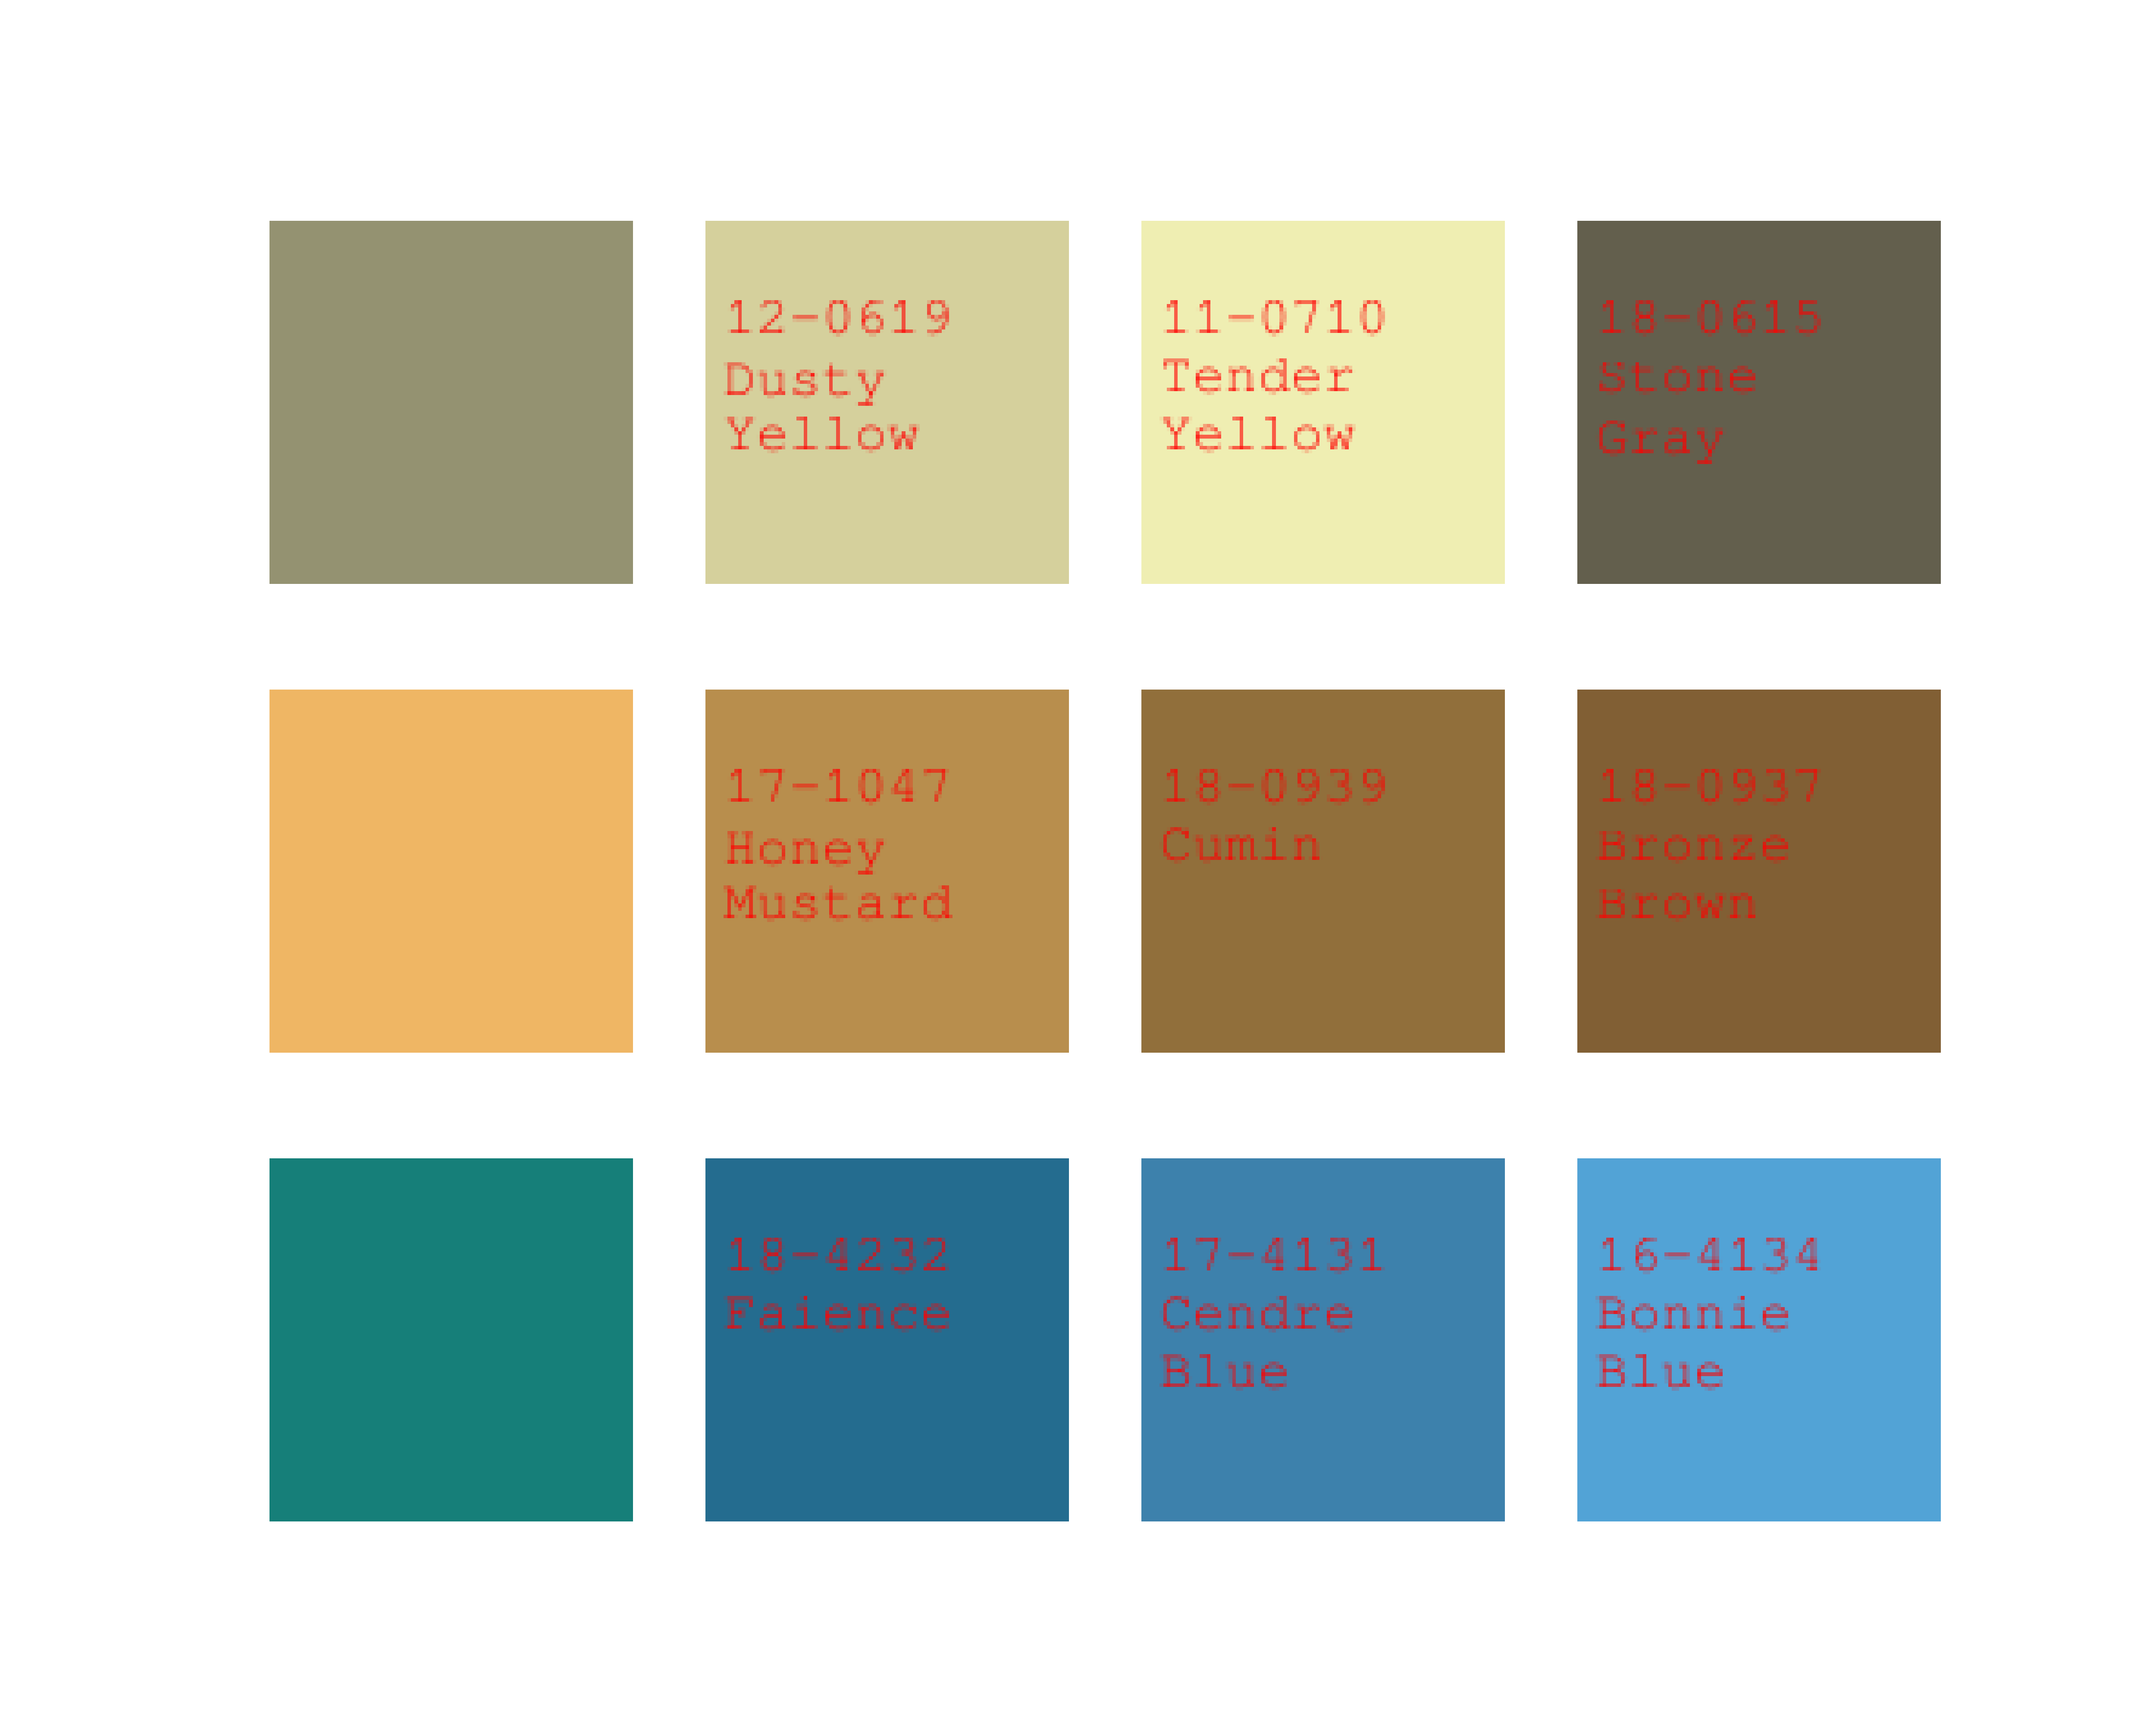 12-0619
Dusty
Yellow
11-0710
Tender
Yellow
18-0615
Stone
Gray
17-1047
Honey
Mustard
18-0939
Cumin
18-0937
Bronze
Brown
18-4232
Faience
17-4131
Cendre
Blue
16-4134
Bonnie
Blue